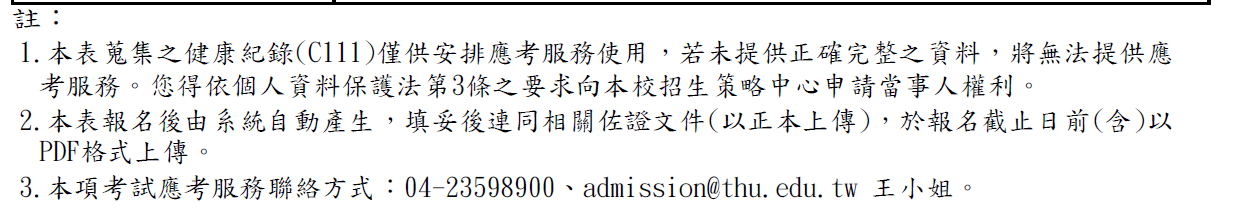 註：
1.本表蒐集之健康紀錄(C111)僅供安排應考服務使用，若未提供正確完整之資料，將無法提供應
考服務。您得依個人資料保護法第3條之要求向本校招生策略中心申請當事人權利。
2.本表報名後由系統自動產生，填妥後連同相關佐證文件(以正本上傳)，於報名截止日前(含)以
PDF格式上傳。
3.本項考試應考服務聯絡方式：04-23598900、admission@thu.edu.tw 王小姐。